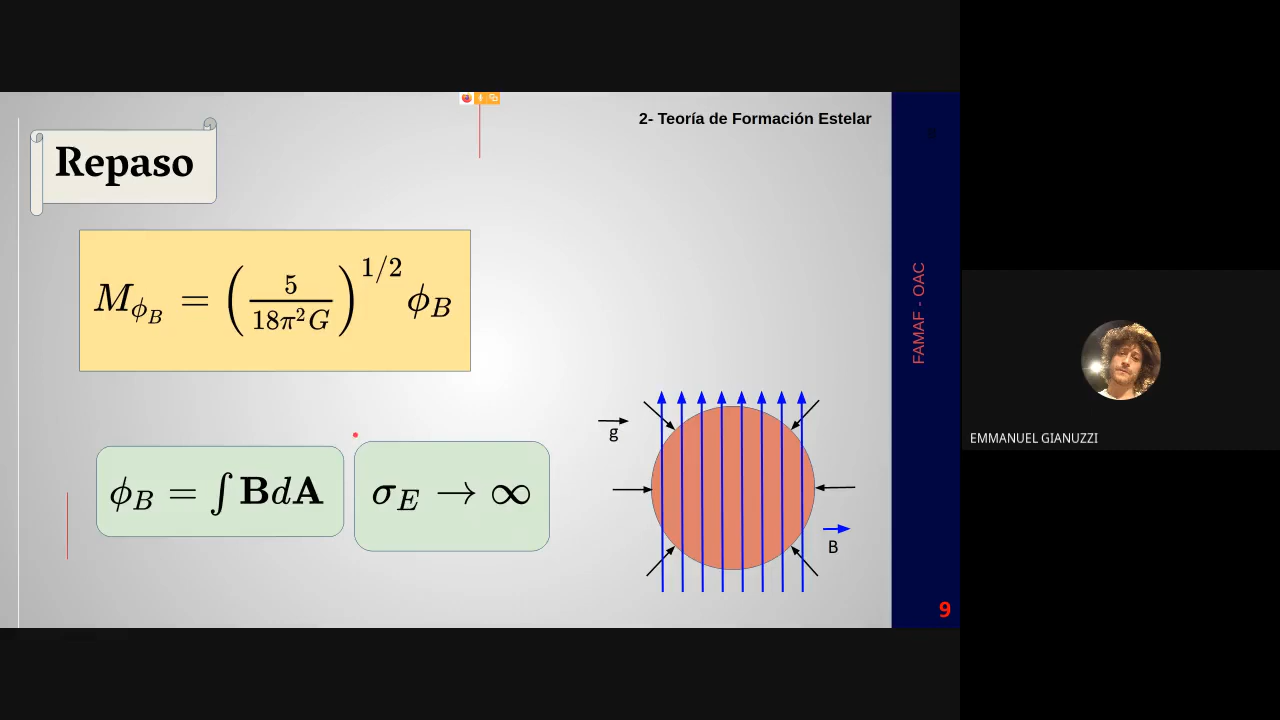 2- Teoría de Formación Estelar
Repaso
M_{ϕ_B} = (5/18π²G)^{1/2} ϕ_B
ϕ_B = ∫ BdA
σ_E → ∞
g
B
FAMAF - OAC
9
EMMANUEL GIANUZZI